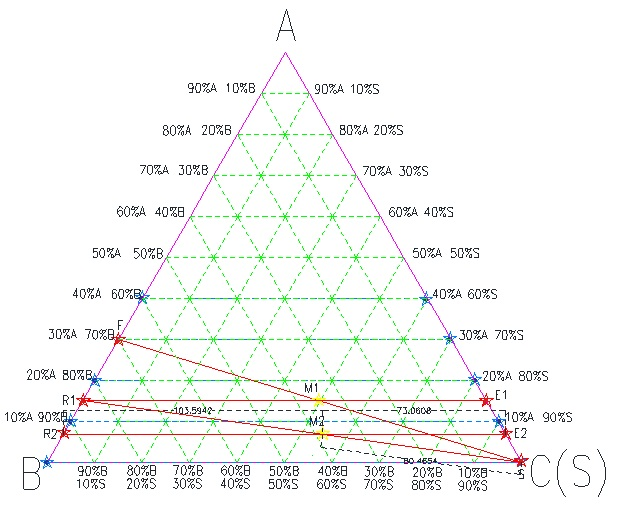 A
90%A 10%B 90%A 10%S
80%A 20%B 80%A 20%S
70%A 30%B 70%A 30%S
60%A 40%B 60%A 40%S
50%A 50%B 50%A 50%S
40%A 60%B 40%A 60%S
F
30%A 70%B 30%A 70%S
20%A 80%B 20%A 80%S
M1
R1 E1
103.5942 73.0608
10%A 90%B 10%A 90%S
M2
R2 E2
80.4654
B C(S)
S
90%B 80%B 70%B 60%B 50%B 40%B 30%B 20%B 10%B
10%S 20%S 30%S 40%S 50%S 60%S 70%S 80%S 90%S